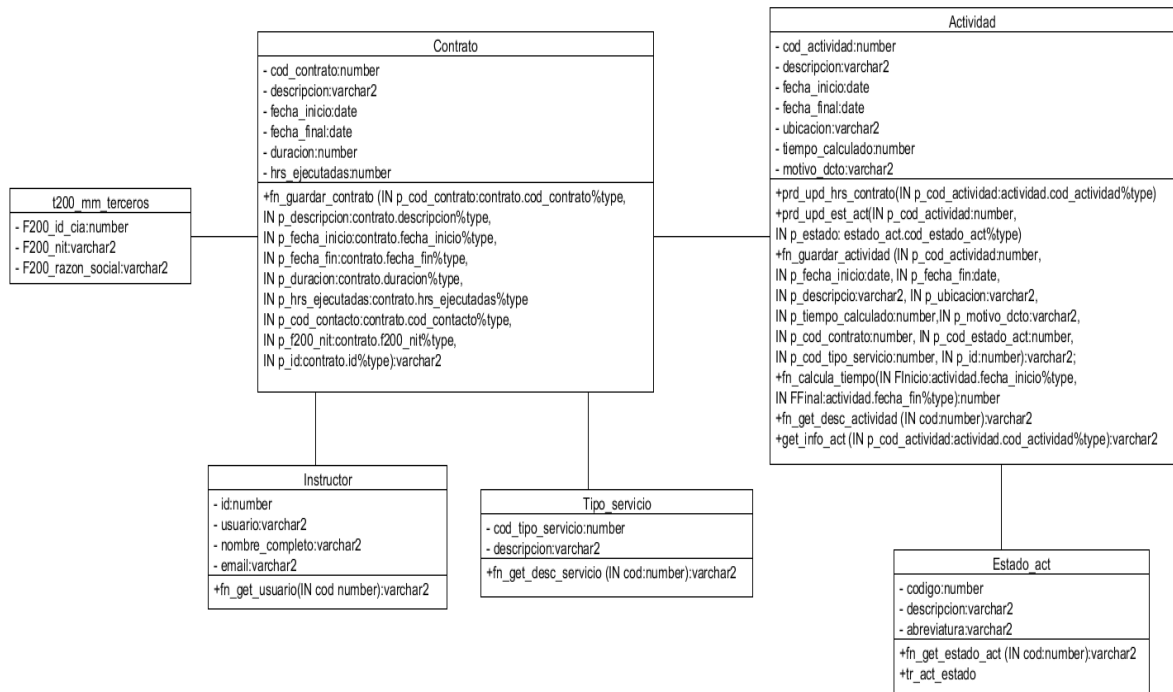 t200_mm_terceros
- F200_id_cia:number
- F200_nit:varchar2
- F200_razon_social:varchar2
Contrato
- cod_contrato:number
- descripcion:varchar2
- fecha_inicio:date
- fecha_final:date
- duracion:number
- hrs_ejecutadas:number
+fn_guardar_contrato (IN p_cod_contrato:contrato.cod_contrato%type,
IN p_descripcion:contrato.descripcion%type,
IN p_fecha_inicio:contrato.fecha_inicio%type,
IN p_fecha_fin:contrato.fecha_fin%type,
IN p_duracion:contrato.duracion%type,
IN p_hrs_ejecutadas:contrato.hrs_ejecutadas%type
IN p_cod_contacto:contrato.cod_contacto%type,
IN p_f200_nit:contrato.f200_nit%type,
IN p_id:contrato.id%type):varchar2
Actividad
- cod_actividad:number
- descripcion:varchar2
- fecha_inicio:date
- fecha_final:date
- ubicacion:varchar2
- tiempo_calculado:number
- motivo_dcto:varchar2
+prd_upd_hrs_contrato(IN p_cod_actividad:actividad.cod_actividad%type)
+prd_upd_est_act(IN p_cod_actividad:number,
IN p_estado: estado_act.cod_estado_act%type)
+fn_guardar_actividad (IN p_cod_actividad:number,
IN p_fecha_inicio:date, IN p_fecha_fin:date,
IN p_descripcio:varchar2, IN p_ubicacion:varchar2,
IN p_tiempo_calculado:number,IN p_motivo_dcto:varchar2,
IN p_cod_contrato:number, IN p_cod_estado_act:number,
IN p_cod_tipo_servicio:number, IN p_id:number):varchar2;
+fn_calcula_tiempo(IN FInicio:actividad.fecha_inicio%type,
IN FFinal:actividad.fecha_fin%type):number
+fn_get_desc_actividad (IN cod:number):varchar2
+get_info_act (IN p_cod_actividad:actividad.cod_actividad%type):varchar2
Instructor
- id:number
- usuario:varchar2
- nombre_completo:varchar2
- email:varchar2
+fn_get_usuario(IN cod number):varchar2
Tipo_servicio
- cod_tipo_servicio:number
- descripcion:varchar2
+fn_get_desc_servicio (IN cod:number):varchar2
Estado_act
- codigo:number
- descripcion:varchar2
- abreviatura:varchar2
+fn_get_estado_act (IN cod:number):varchar2
+tr_act_estado